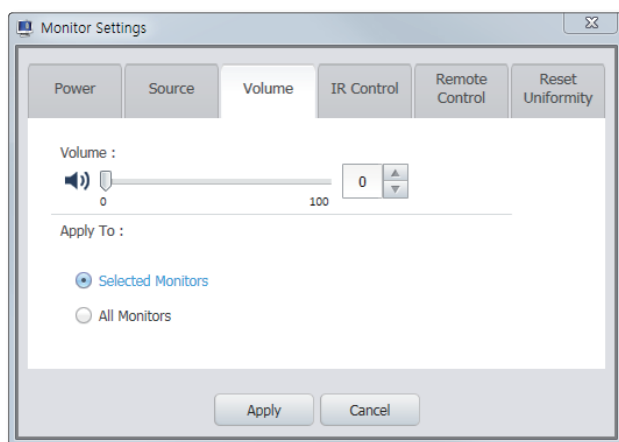 Monitor Settings
Power
Source
Volume
IR Control
Remote
Control
Reset
Uniformity
Volume :
0
0
100
Apply To :
Selected Monitors
All Monitors
Apply
Cancel